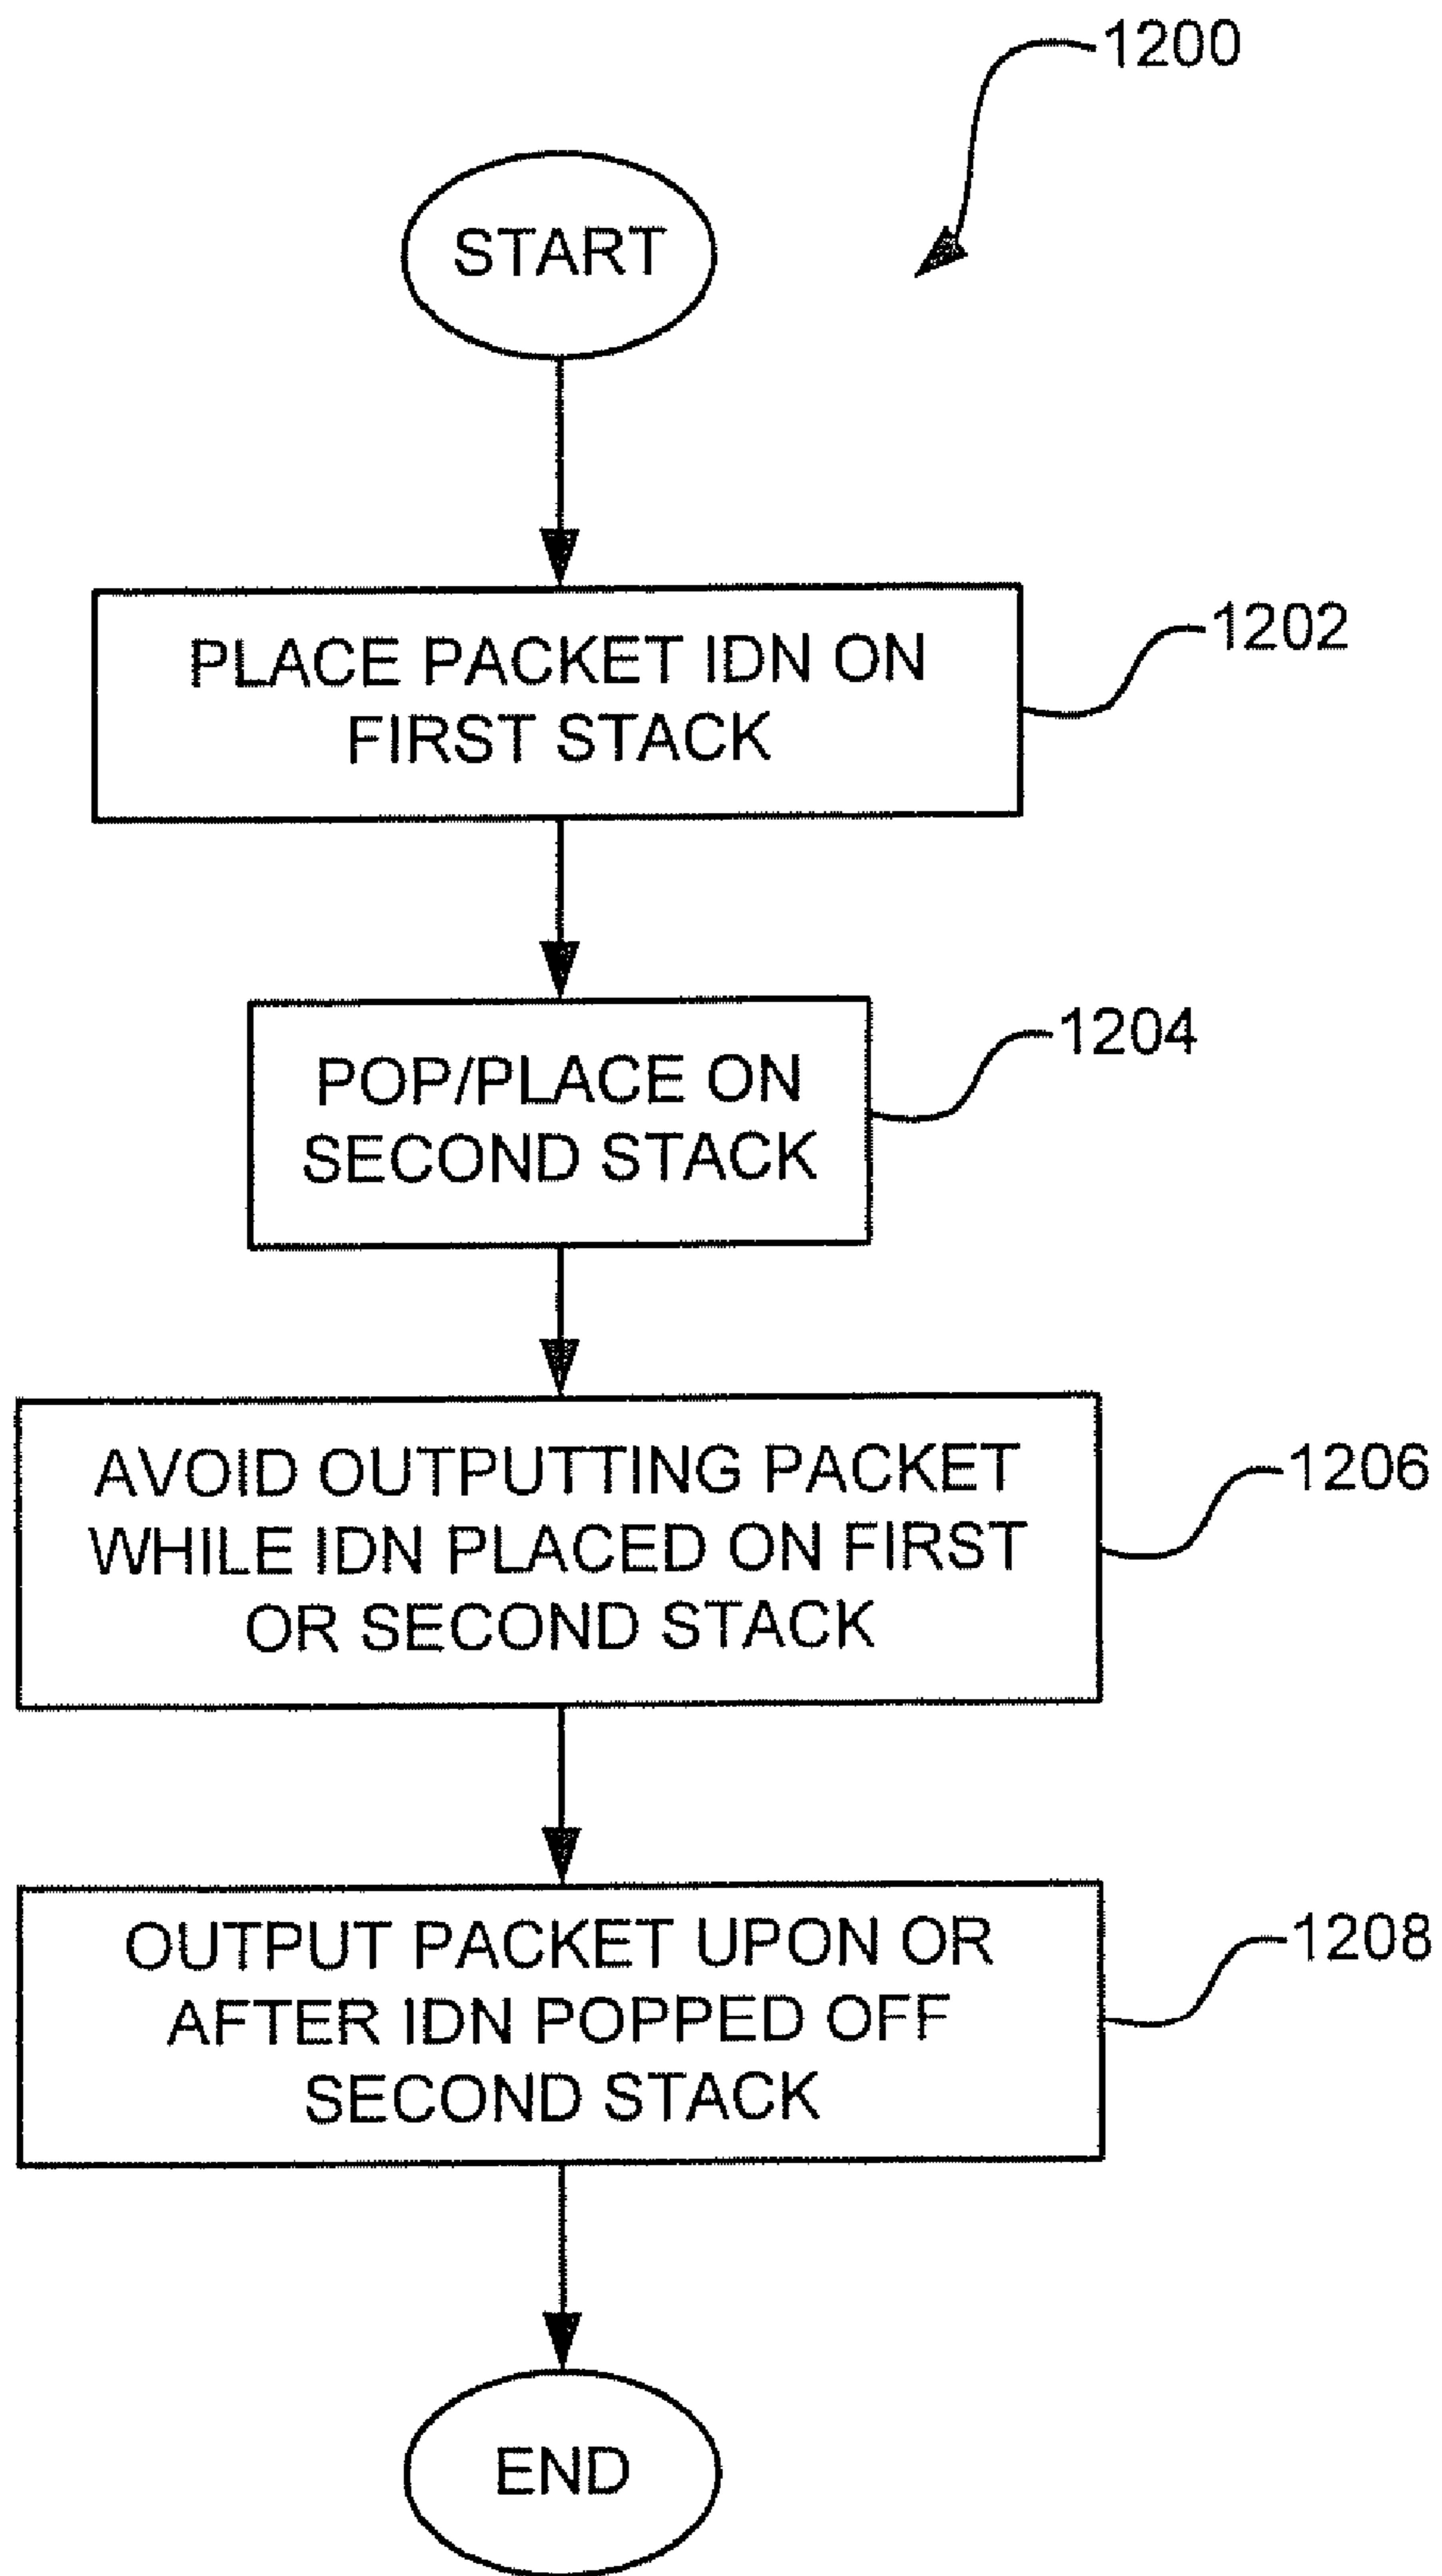 1200
START
PLACE PACKET IDN ON
FIRST STACK
1202
POP/PLACE ON
SECOND STACK
1204
AVOID OUTPUTTING PACKET
WHILE IDN PLACED ON FIRST
OR SECOND STACK
1206
OUTPUT PACKET UPON OR
AFTER IDN POPPED OFF
SECOND STACK
1208
END